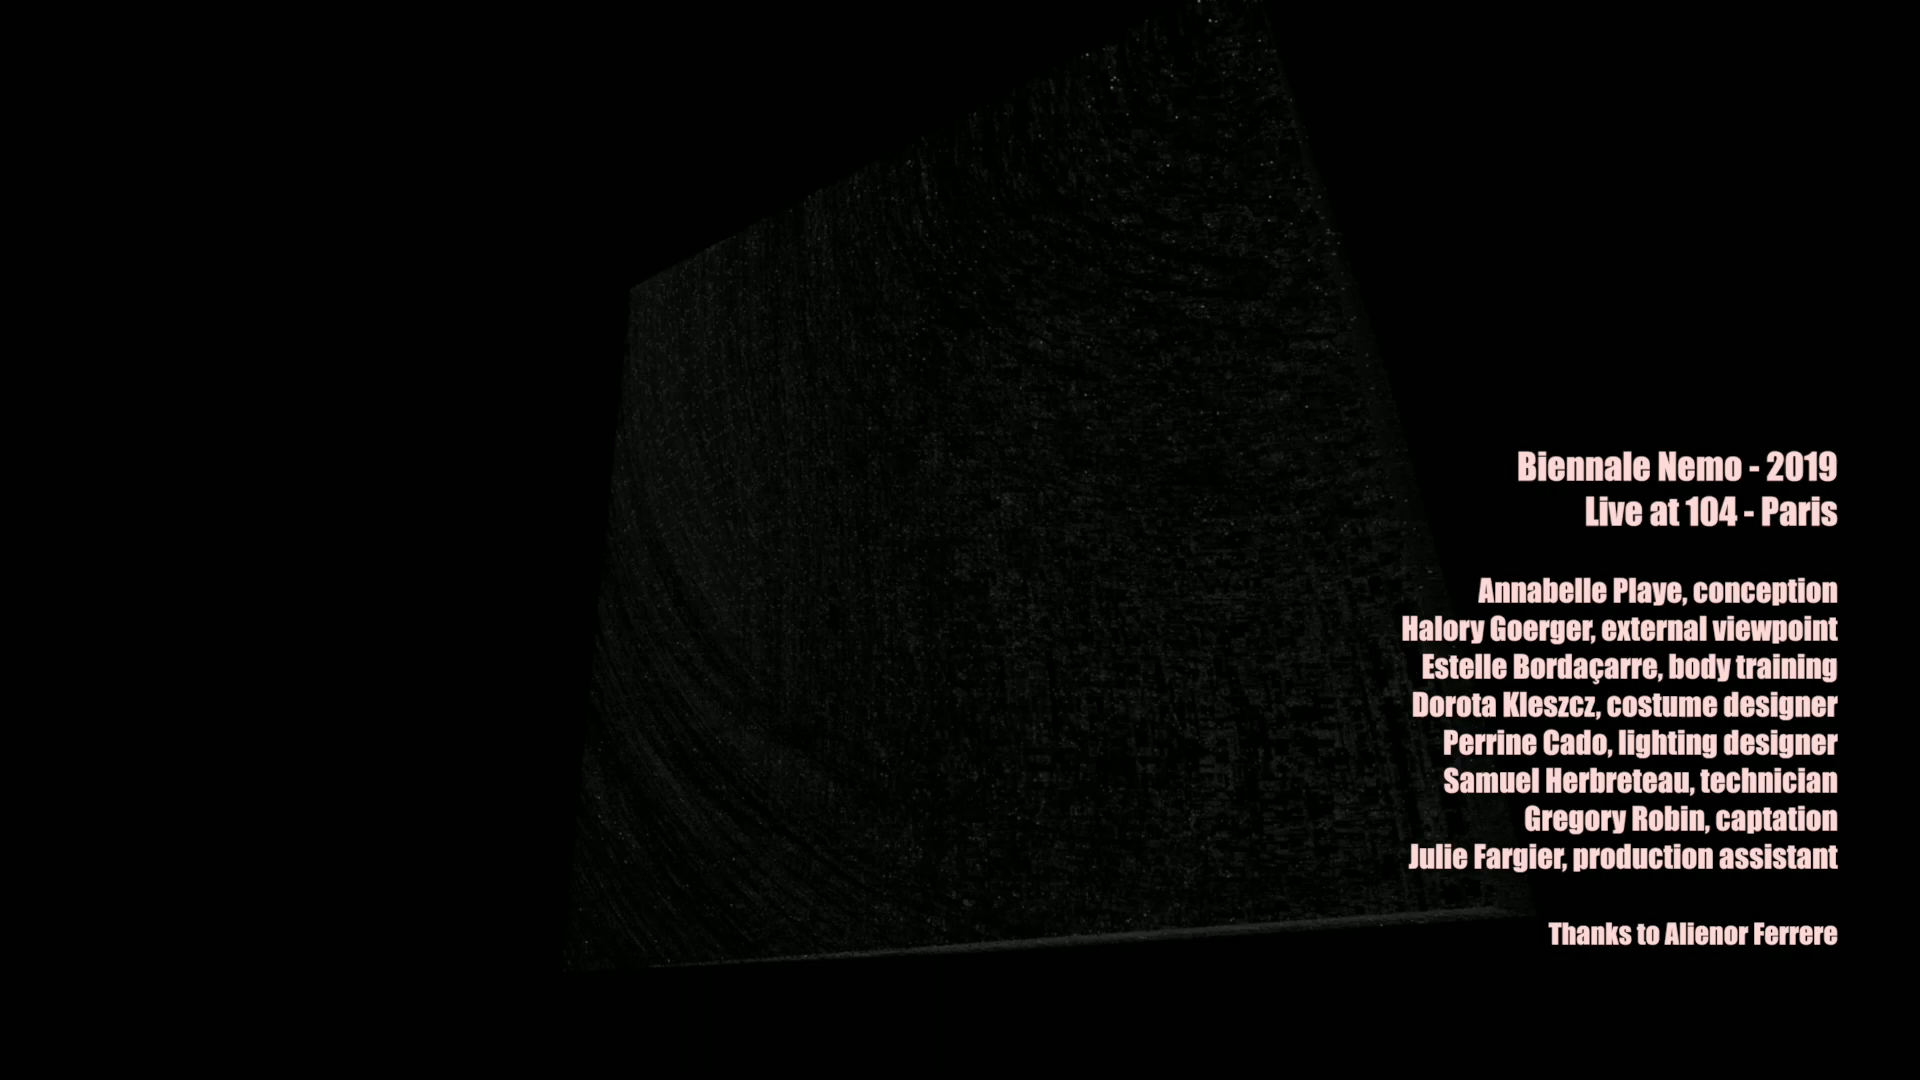 Biennale Nemo - 2019
Live at 104 - Paris
Annabelle Playe, conception
Halory Goerger, external viewpoint
Estelle Bordaçarre, body training
Dorota Kleszcz, costume designer
Perrine Cado, lighting designer
Samuel Herbreteau, technician
Gregory Robin, captation
Julie Fargier, production assistant
Thanks to Alienor Ferrere